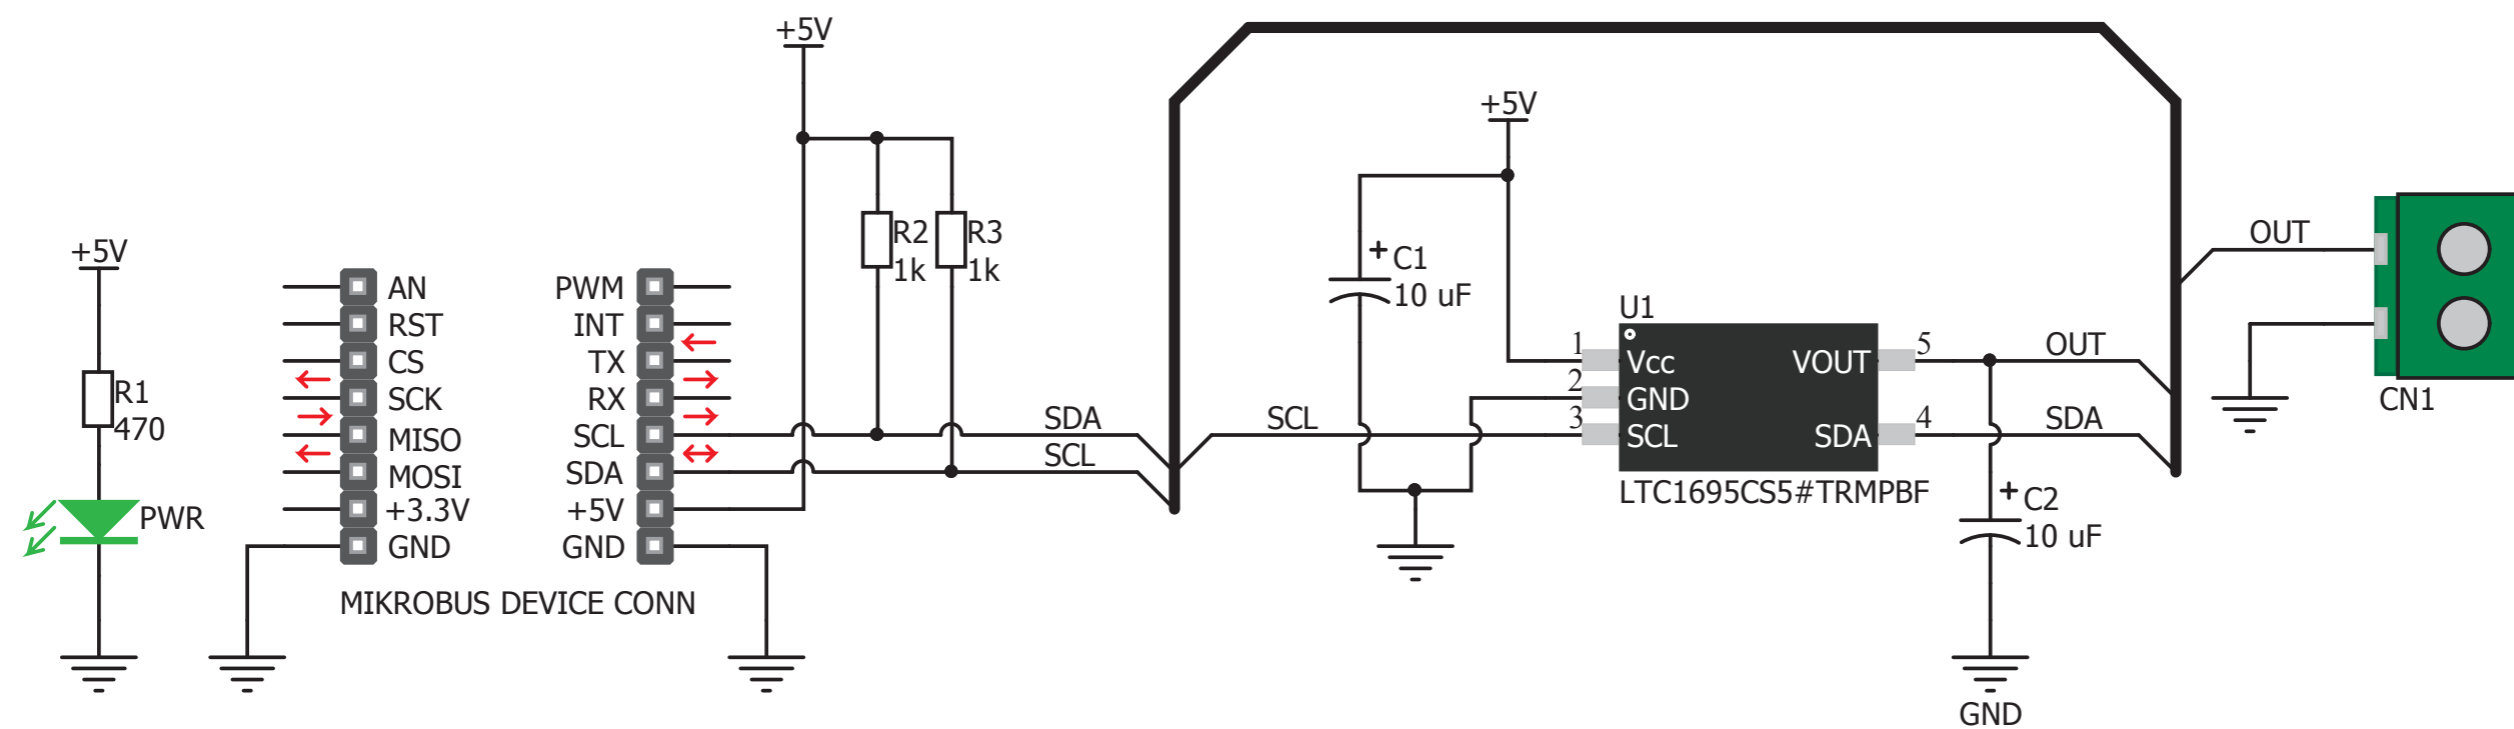 +5V
R1
470
PWR
AN
RST
CS
SCK
MISO
MOSI
+3.3V
GND
PWM
INT
TX
RX
SCL
SDA
+5V
GND
MIKROBUS DEVICE CONN
+5V
R2
1k
R3
1k
SDA
SCL
SCL
+5V
+
C1
10 uF
U1
1
2
3
Vcc
GND
SCL
VOUT
SDA
5
4
LTC1695CS5#TRMPBF
OUT
SDA
+
C2
10 uF
GND
OUT
CN1